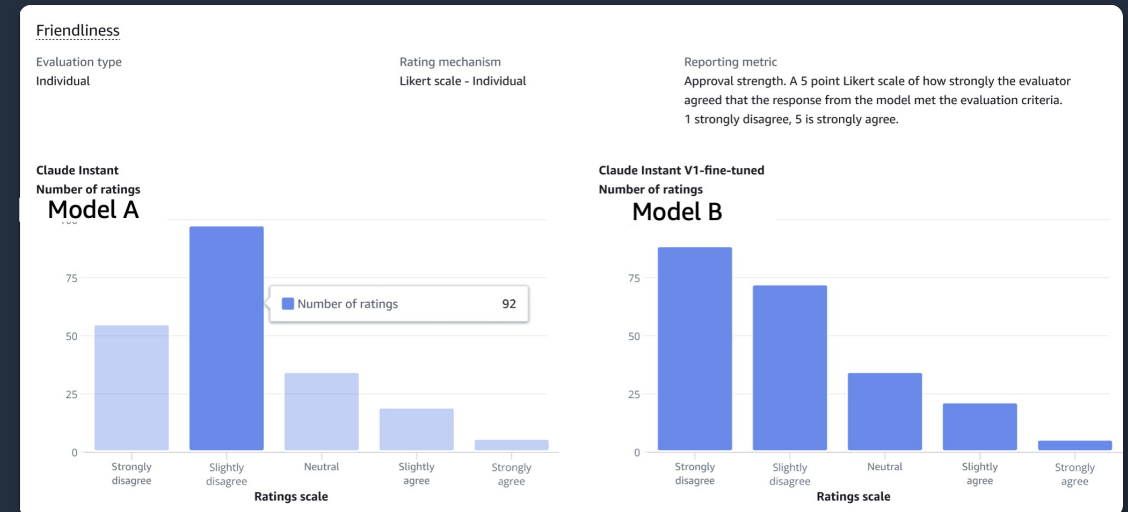 Friendliness
Evaluation type
Individual
Rating mechanism
Likert scale - Individual
Reporting metric
Approval strength. A 5 point Likert scale of how strongly the evaluator
agreed that the response from the model met the evaluation criteria.
1 strongly disagree, 5 is strongly agree.
Claude Instant
Number of ratings
Model A
75
50
25
0
Number of ratings 92
Strongly disagree
Slightly disagree
Neutral
Slightly agree
Strongly agree
Ratings scale
Claude Instant V1-fine-tuned
Number of ratings
Model B
75
50
25
0
Strongly disagree
Slightly disagree
Neutral
Slightly agree
Strongly agree
Ratings scale